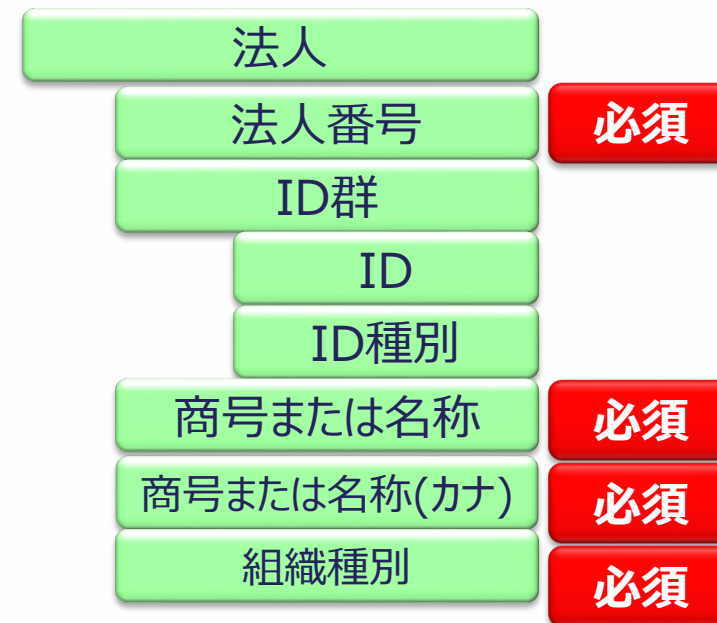 法人
法人番号 必須
ID群
ID
ID種別
商号または名称 必須
商号または名称(カナ) 必須
組織種別 必須